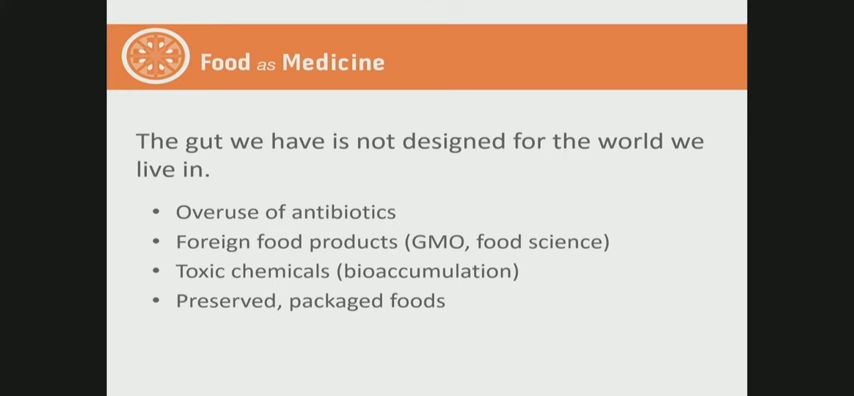 Food as Medicine
The gut we have is not designed for the world we
live in.
• Overuse of antibiotics
• Foreign food products (GMO, food science)
• Toxic chemicals (bioaccumulation)
• Preserved, packaged foods